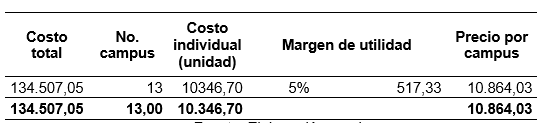 Costo total No. campus Costo individual (unidad) Margen de utilidad Precio por campus
134.507,05 13 10346,70 5% 517,33 10.864,03
134.507,05 13,00 10.346,70 10.864,03